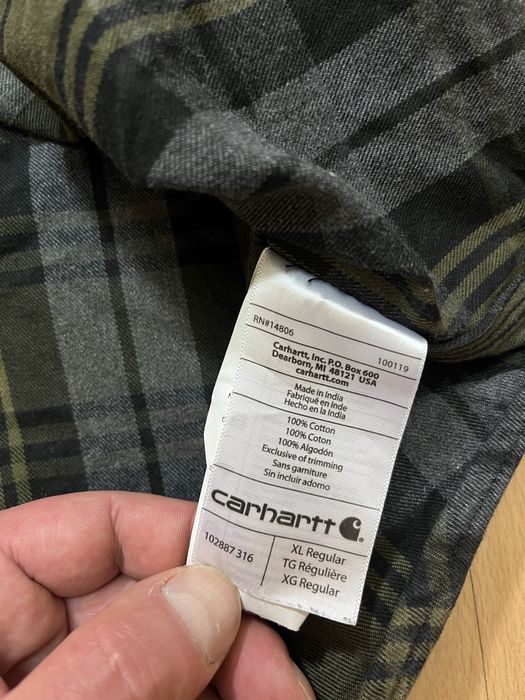 RN#14806 100119
Carhartt, Inc. P.O. Box 600
Dearborn, MI 48121 USA
carhartt.com
Made in India
Fabriqué en Inde
Hecho en la India
100% Cotton
100% Coton
100% Algodón
Exclusive of trimming
Sans garniture
Sin incluir adorno
carhartt
102887 316
XL Regular
TG Régulière
XG Regular